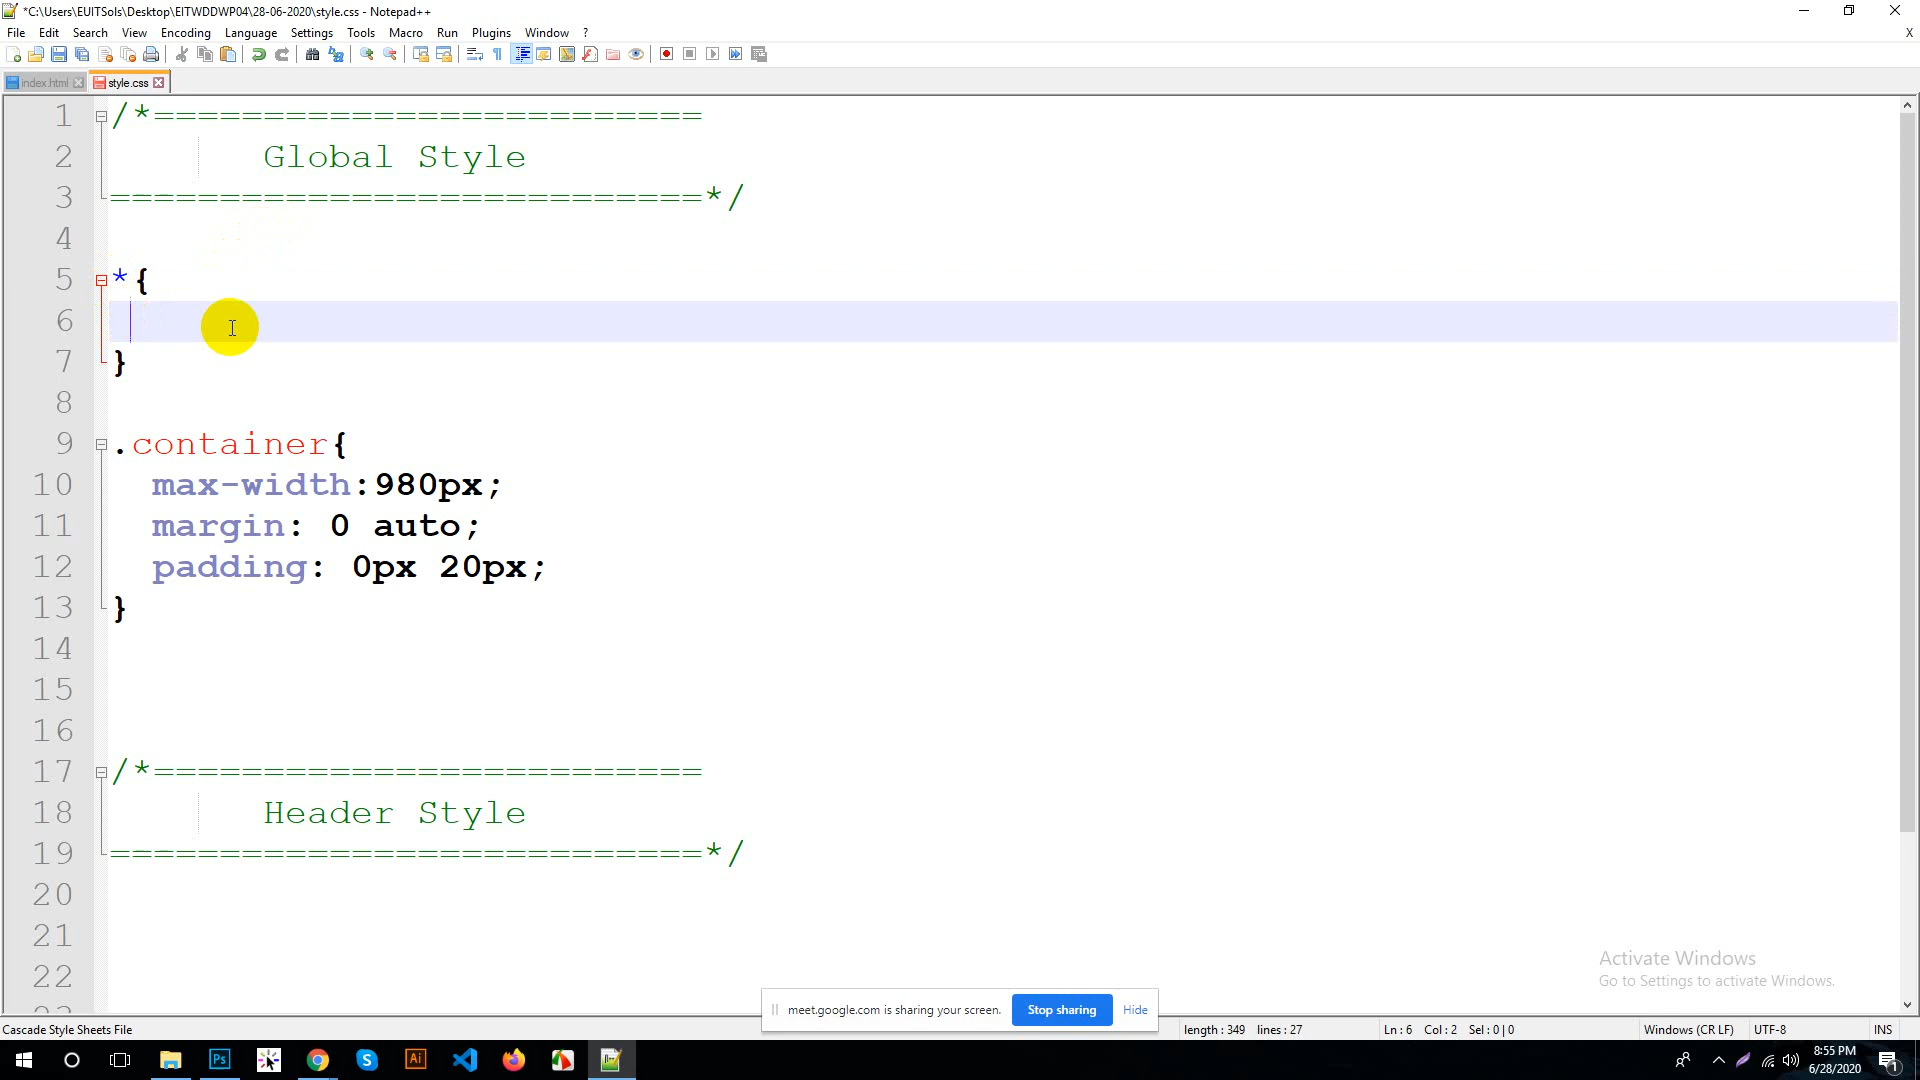 *C:\Users\EUITSols\Desktop\EITWDDWP04\28-06-2020\style.css - Notepad++
File Edit Search View Encoding Language Settings Tools Macro Run Plugins Window ? X
index.html style.css
1 /*=========================
2 Global Style
3 ===========================*/
4
5 *{
6
7 }
8
9 .container{
10 max-width:980px;
11 margin: 0 auto;
12 padding: 0px 20px;
13 }
14
15
16
17 /*=========================
18 Header Style
19 ===========================*/
20
21
22
23
Activate Windows
Go to Settings to activate Windows.
meet.google.com is sharing your screen. Stop sharing Hide
Cascade Style Sheets File length : 349 lines : 27 Ln : 6 Col : 2 Sel : 0 | 0 Windows (CR LF) UTF-8 INS
Ps Ai 8:55 PM
6/28/2020 1